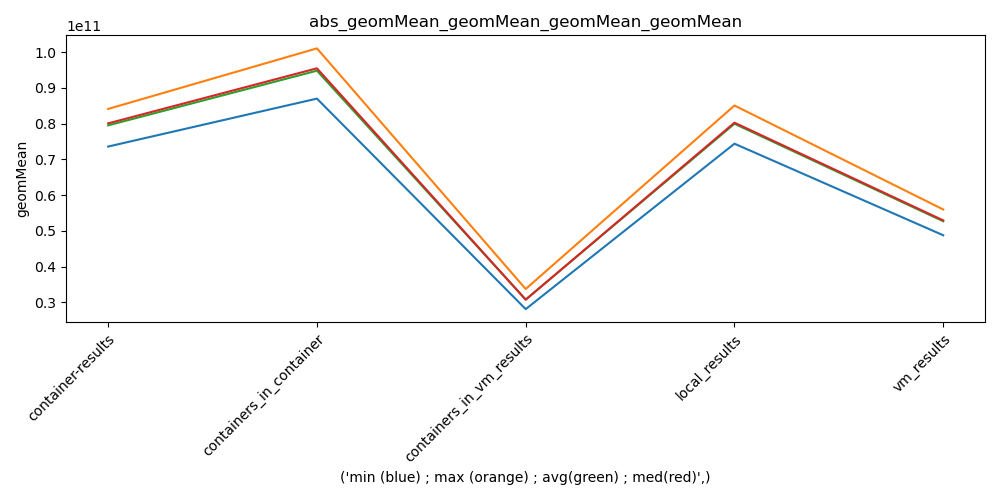 abs_geomMean_geomMean_geomMean_geomMean
1e11
1.0
0.9
0.8
0.7
0.6
0.5
0.4
0.3
geomMean
container-results
containers_in_container
containers_in_vm_results
local_results
vm_results
('min (blue) ; max (orange) ; avg(green) ; med(red)',)